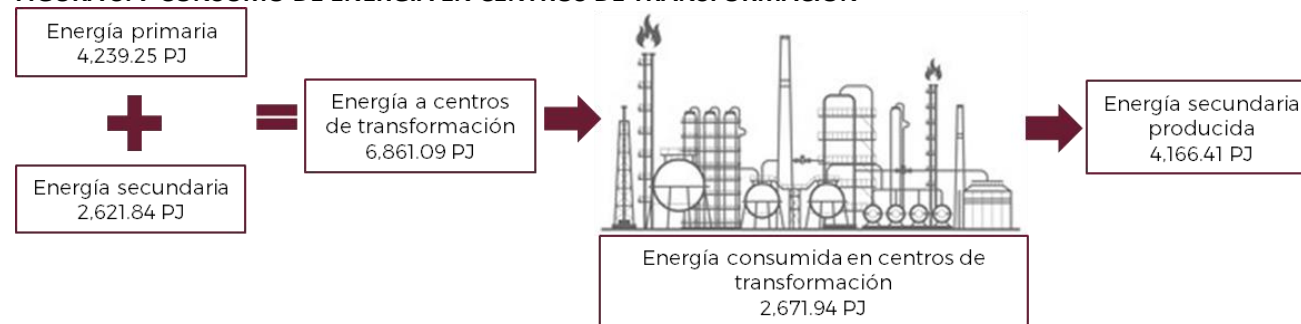 Energía primaria
4,239.25 PJ
Energía secundaria
2,621.84 PJ
Energía a centros
de transformación
6,861.09 PJ
Energía consumida en centros de
transformación
2,671.94 PJ
Energía secundaria
producida
4,166.41 PJ